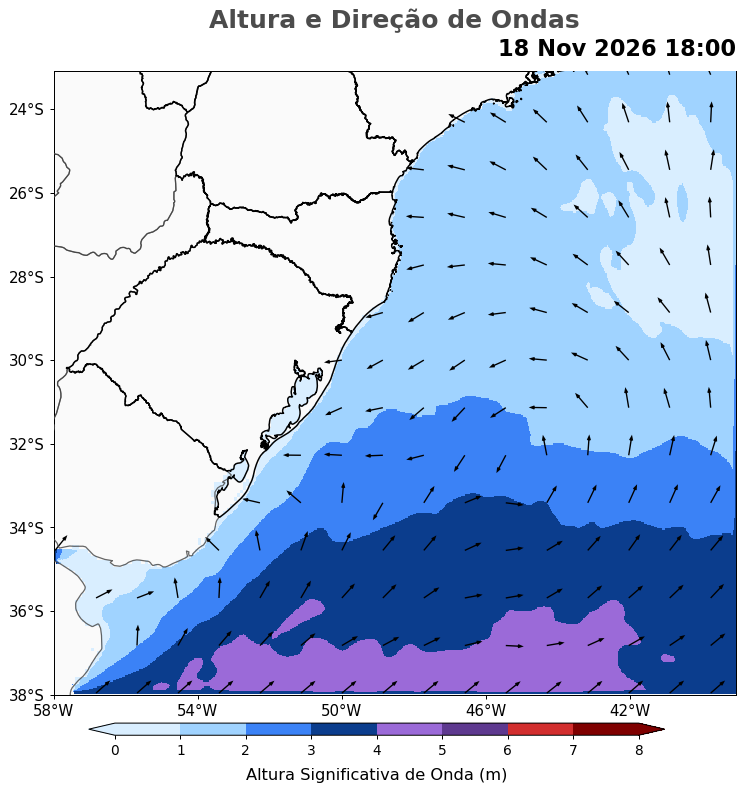 Altura e Direção de Ondas
18 Nov 2026 18:00
24°S
26°S
28°S
30°S
32°S
34°S
36°S
38°S
58°W 54°W 50°W 46°W 42°W
0 1 2 3 4 5 6 7 8
Altura Significativa de Onda (m)